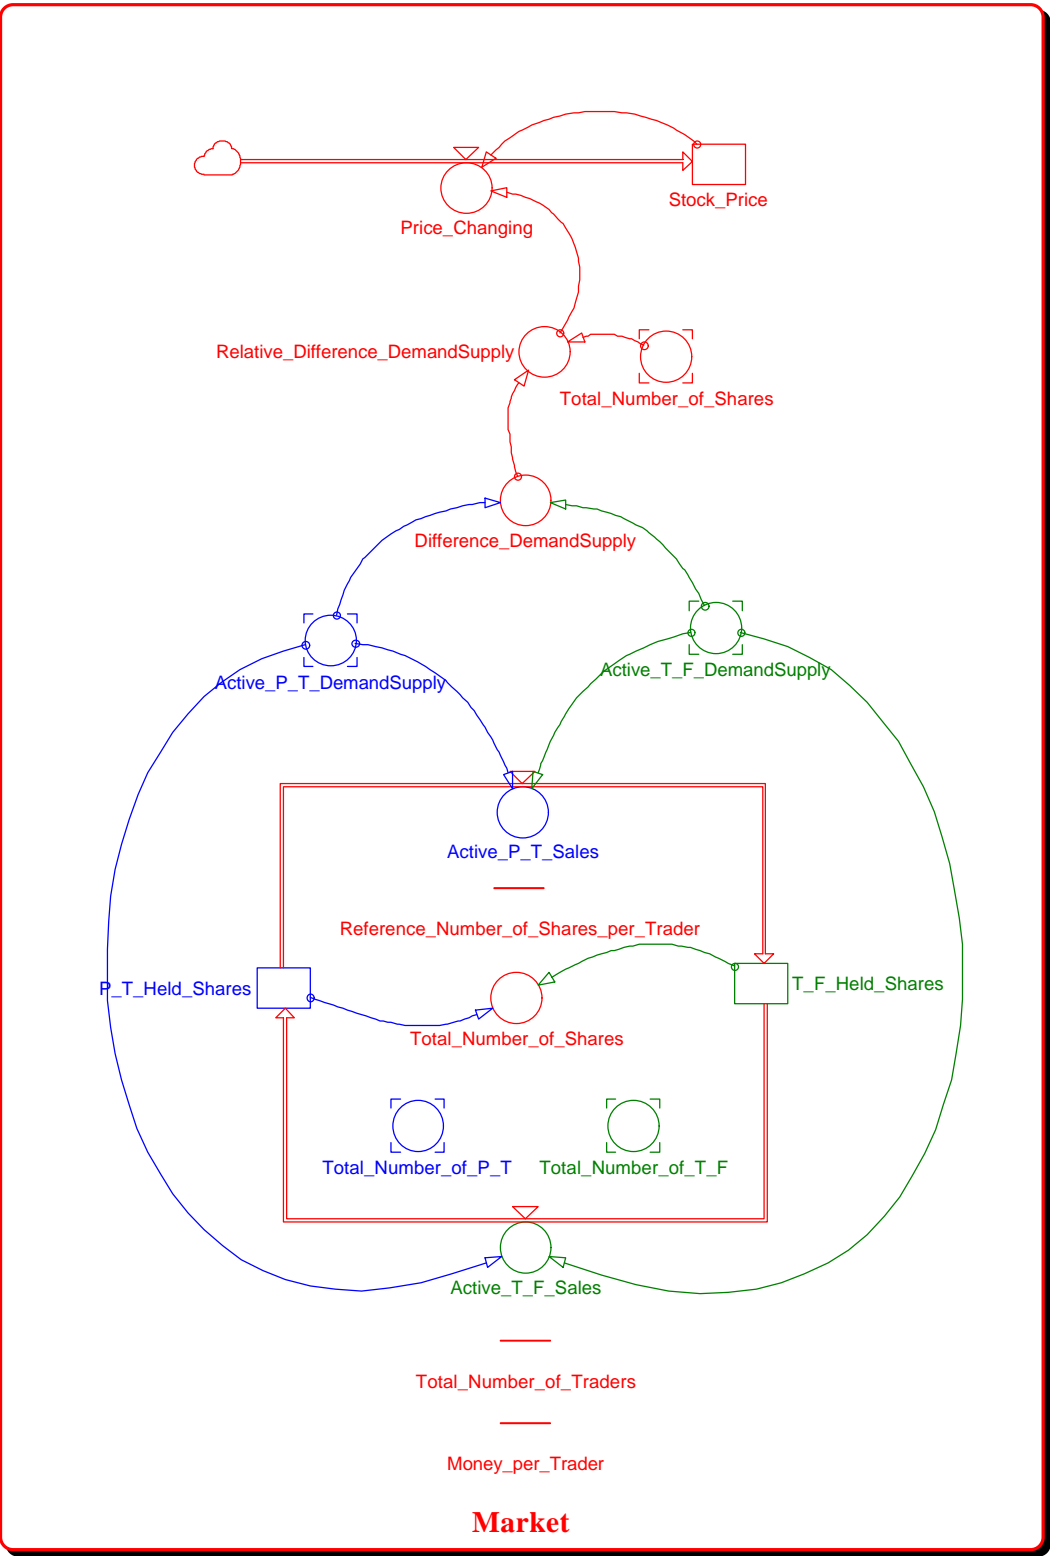 Stock_Price
Price_Changing
Relative_Difference_DemandSupply
Total_Number_of_Shares
Difference_DemandSupply
Active_P_T_DemandSupply
Active_T_F_DemandSupply
Active_P_T_Sales
Reference_Number_of_Shares_per_Trader
P_T_Held_Shares
T_F_Held_Shares
Total_Number_of_Shares
Total_Number_of_P_T
Total_Number_of_T_F
Active_T_F_Sales
Total_Number_of_Traders
Money_per_Trader
Market